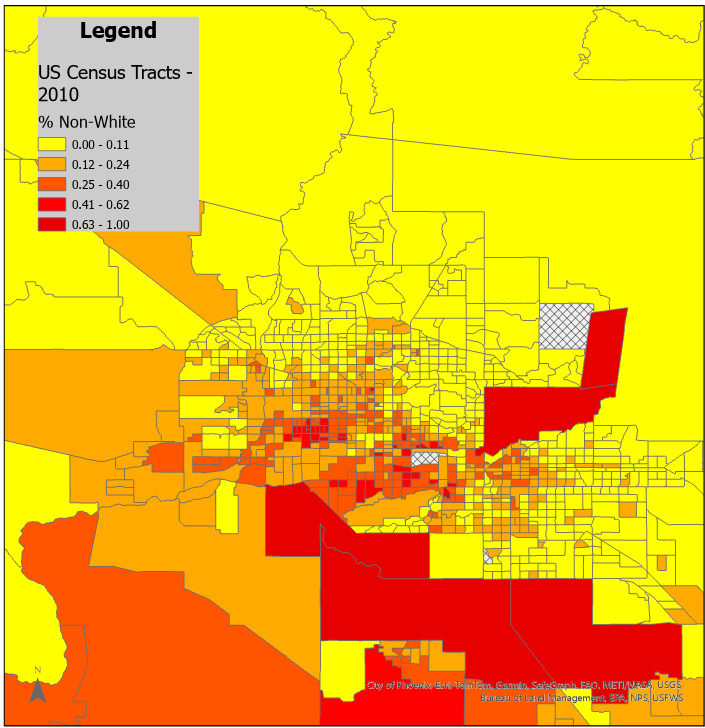 Legend
US Census Tracts -
2010
% Non-White
0.00 - 0.11
0.12 - 0.24
0.25 - 0.40
0.41 - 0.62
0.63 - 1.00
N
City of Phoenix, Esri, TomTom, Garmin, SafeGraph, FAO, METI/NASA, USGS,
Bureau of Land Management, EPA, NPS, USFWS